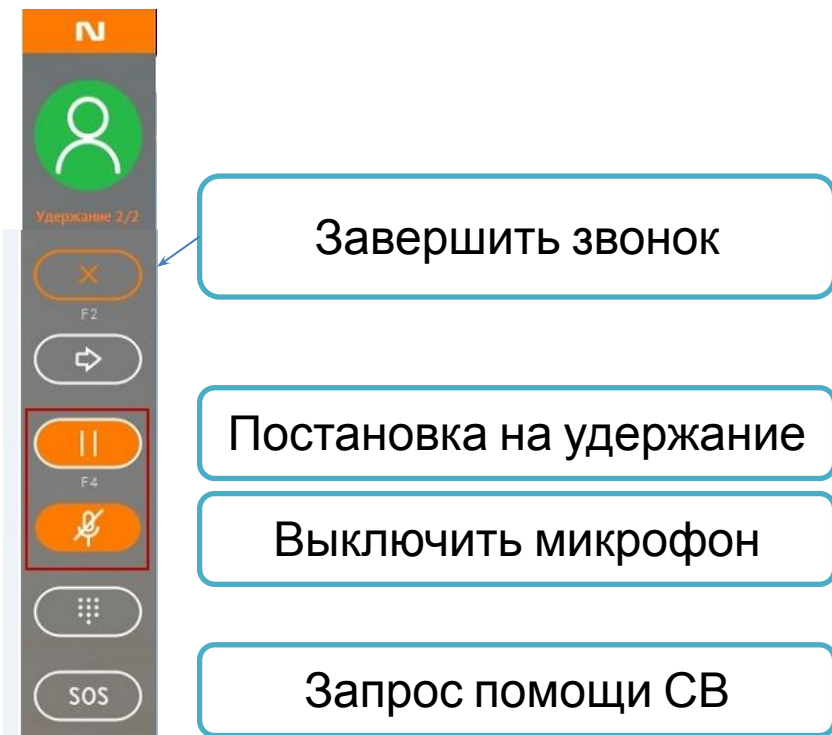 N
Удержание 2/2
Завершить звонок
F2
Постановка на удержание
F4
Выключить микрофон
SOS
Запрос помощи СВ